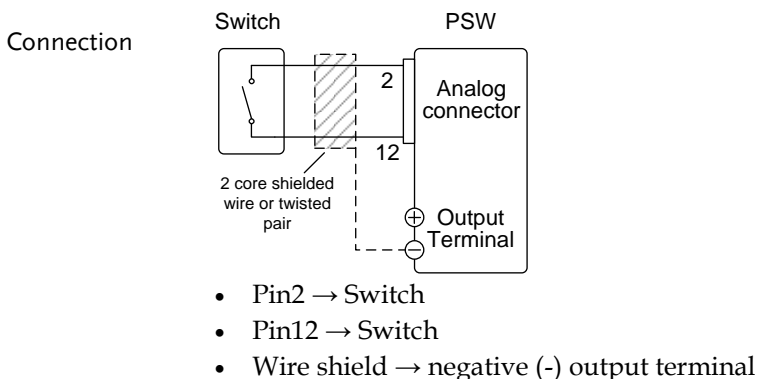 Connection
Switch
PSW
2
Analog
connector
12
2 core shielded
wire or twisted
pair
+ Output
Terminal
−
• Pin2 → Switch
• Pin12 → Switch
• Wire shield → negative (-) output terminal